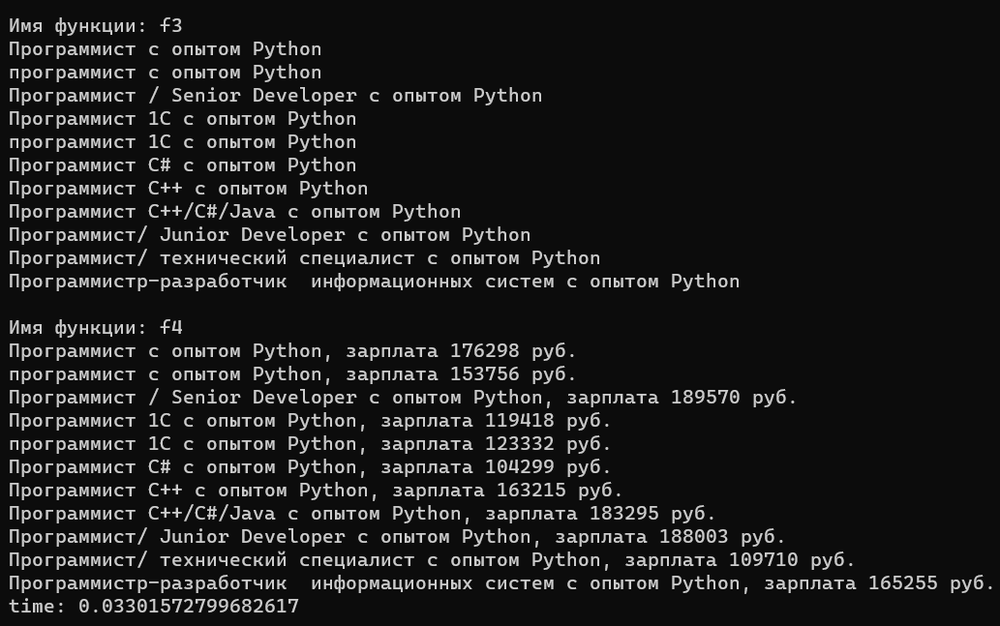 Имя функции: f3
Программист с опытом Python
программист с опытом Python
Программист / Senior Developer с опытом Python
Программист 1С с опытом Python
программист 1С с опытом Python
Программист C# с опытом Python
Программист C++ с опытом Python
Программист C++/C#/Java с опытом Python
Программист/ Junior Developer с опытом Python
Программист/ технический специалист с опытом Python
Программистр-разработчик  информационных систем с опытом Python

Имя функции: f4
Программист с опытом Python, зарплата 176298 руб.
программист с опытом Python, зарплата 153756 руб.
Программист / Senior Developer с опытом Python, зарплата 189570 руб.
Программист 1С с опытом Python, зарплата 119418 руб.
программист 1С с опытом Python, зарплата 123332 руб.
Программист C# с опытом Python, зарплата 104299 руб.
Программист C++ с опытом Python, зарплата 163215 руб.
Программист C++/C#/Java с опытом Python, зарплата 183295 руб.
Программист/ Junior Developer с опытом Python, зарплата 188003 руб.
Программист/ технический специалист с опытом Python, зарплата 109710 руб.
Программистр-разработчик  информационных систем с опытом Python, зарплата 165255 руб.
time: 0.03301572799682617